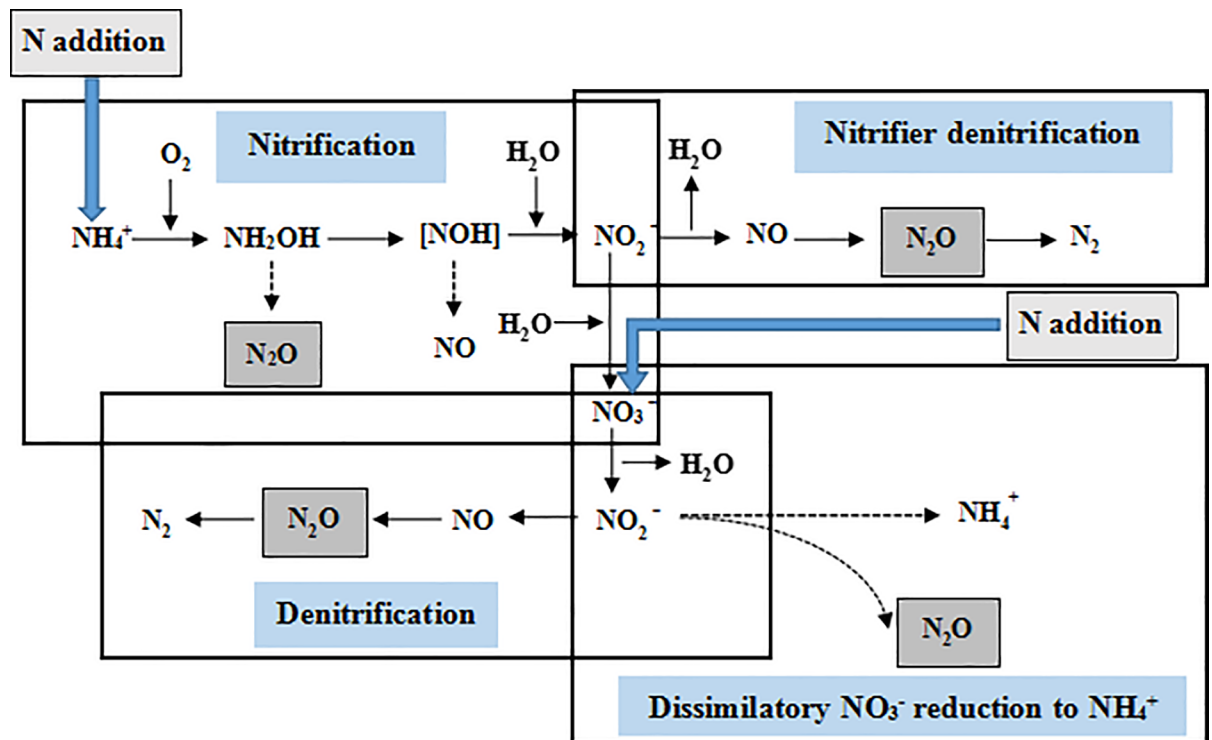 N addition
Nitrification
Nitrifier denitrification
O₂
H₂O
H₂O
NH₄⁺
NH₂OH
[NOH]
NO₂⁻
NO
N₂O
N₂
N₂O
NO
H₂O
N addition
NO₃⁻
H₂O
N₂
N₂O
NO
NO₂⁻
NH₄⁺
Denitrification
N₂O
Dissimilatory NO₃⁻ reduction to NH₄⁺